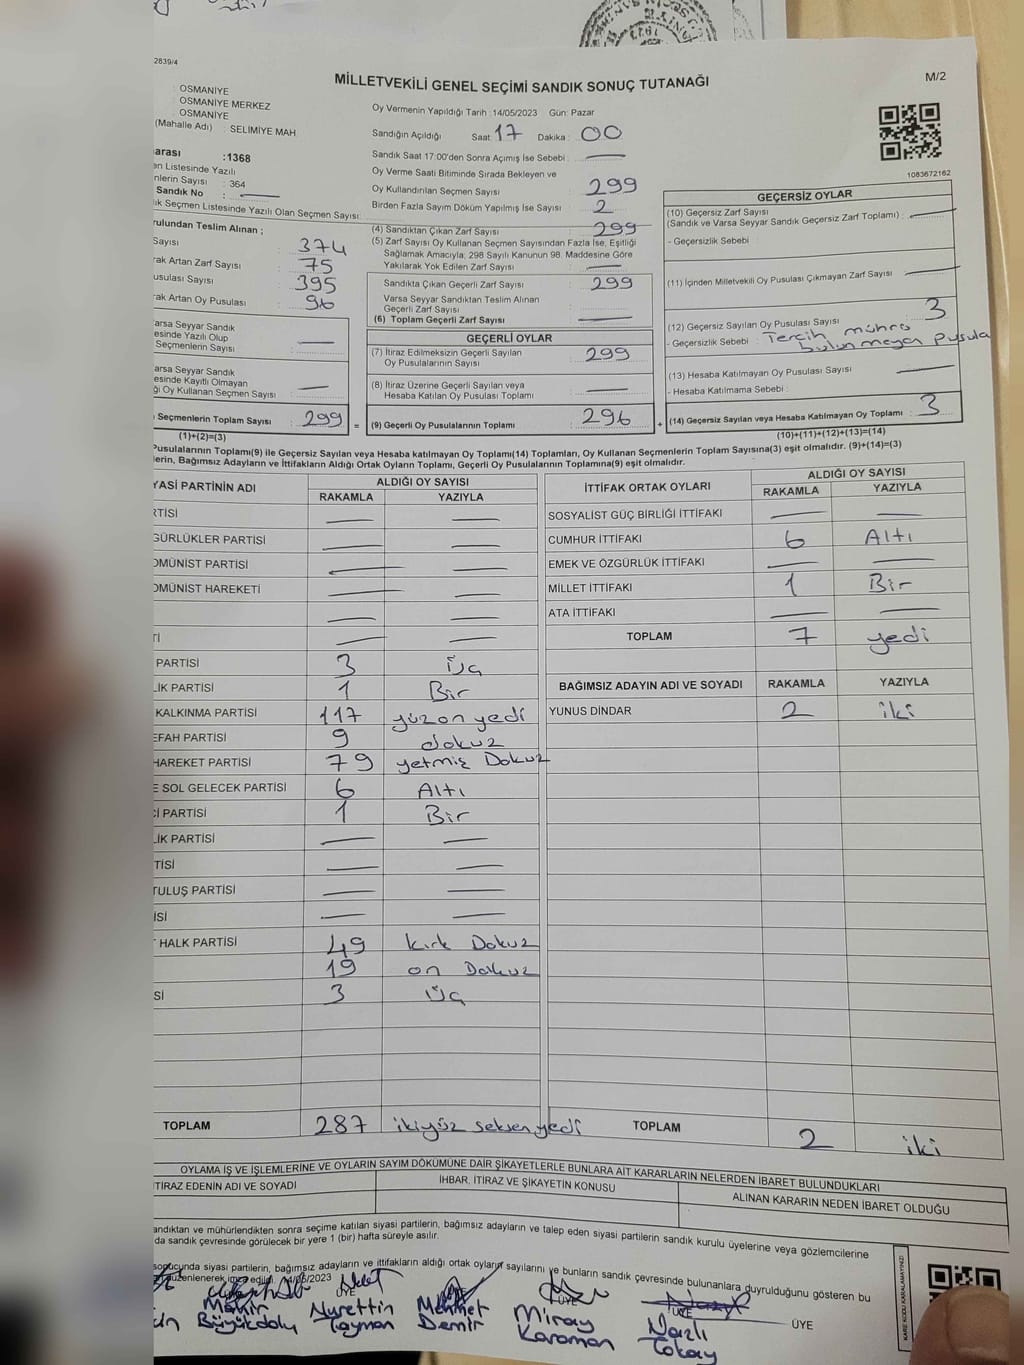 2839/4
MİLLETVEKİLİ GENEL SEÇİMİ SANDIK SONUÇ TUTANAĞI
M/2
: OSMANİYE
: OSMANİYE MERKEZ
: OSMANİYE
(Mahalle Adı) : SELİMİYE MAH
arası :1368
en Listesinde Yazılı
nlerin Sayısı : 364
Sandık No :
ık Seçmen Listesinde Yazılı Olan Seçmen Sayısı:
Oy Vermenin Yapıldığı Tarih :14/05/2023 Gün: Pazar
Sandığın Açıldığı Saat: 17 Dakika : 00
Sandık Saat 17:00'den Sonra Açımış İse Sebebi :
Oy Verme Saati Bitiminde Sırada Bekleyen ve
Oy Kullandırılan Seçmen Sayısı : 299
Birden Fazla Sayım Döküm Yapılmış İse Sayısı : 2
1083672162
rulundan Teslim Alınan ;
Sayısı : 374
rak Artan Zarf Sayısı : 75
usulası Sayısı : 395
rak Artan Oy Pusulası : 96
arsa Seyyar Sandık
esinde Yazılı Olup
Seçmenlerin Sayısı :
arsa Seyyar Sandık
esinde Kayıtlı Olmayan
ği Oy Kullanan Seçmen Sayısı :
Seçmenlerin Toplam Sayısı : 299 =
(1)+(2)=(3)
(4) Sandıktan Çıkan Zarf Sayısı : 299
(5) Zarf Sayısı Oy Kullanan Seçmen Sayısından Fazla İse, Eşitliği
Sağlamak Amacıyla; 298 Sayılı Kanunun 98. Maddesine Göre
Yakılarak Yok Edilen Zarf Sayısı :
Sandıkta Çıkan Geçerli Zarf Sayısı : 299
Varsa Seyyar Sandıktan Teslim Alınan
Geçerli Zarf Sayısı :
(6) Toplam Geçerli Zarf Sayısı :
GEÇERLİ OYLAR
(7) İtiraz Edilmeksizin Geçerli Sayılan
Oy Pusulalarının Sayısı : 299
(8) İtiraz Üzerine Geçerli Sayılan veya
Hesaba Katılan Oy Pusulası Toplamı :
(9) Geçerli Oy Pusulalarının Toplamı : 296 +
GEÇERSİZ OYLAR
(10) Geçersiz Zarf Sayısı
(Sandık ve Varsa Seyyar Sandık Geçersiz Zarf Toplamı) :
- Geçersizlik Sebebi :
(11) İçinden Milletvekili Oy Pusulası Çıkmayan Zarf Sayısı :
(12) Geçersiz Sayılan Oy Pusulası Sayısı : 3
- Geçersizlik Sebebi : Tercih mührü
bulunmayan pusula
(13) Hesaba Katılmayan Oy Pusulası Sayısı :
- Hesaba Katılmama Sebebi :
(14) Geçersiz Sayılan veya Hesaba Katılmayan Oy Toplamı : 3
(10)+(11)+(12)+(13)=(14)
Pusulalarının Toplamı(9) ile Geçersiz Sayılan veya Hesaba katılmayan Oy Toplamı(14) Toplamları, Oy Kullanan Seçmenlerin Toplam Sayısına(3) eşit olmalıdır. (9)+(14)=(3)
lerin, Bağımsız Adayların ve İttifakların Aldığı Ortak Oyların Toplamı, Geçerli Oy Pusulalarının Toplamına(9) eşit olmalıdır.
YASİ PARTİNİN ADI ALDIĞI OY SAYISI
RAKAMLA YAZIYLA
RTİSİ
GÜRLÜKLER PARTİSİ
OMÜNİST PARTİSİ
OMÜNİST HAREKETİ
Tİ
PARTİSİ 3 Üç
LİK PARTİSİ 1 Bir
KALKINMA PARTİSİ 117 yüz on yedi
EFAH PARTİSİ 9 dokuz
HAREKET PARTİSİ 79 yetmiş Dokuz
E SOL GELECEK PARTİSİ 6 Altı
Çİ PARTİSİ 1 Bir
LİK PARTİSİ
TİSİ
TULUŞ PARTİSİ
İSİ
HALK PARTİSİ 49 kırk Dokuz
19 on Dokuz
Sİ 3 Üç
TOPLAM 287 ikiyüz seksen yedi
İTTİFAK ORTAK OYLARI ALDIĞI OY SAYISI
RAKAMLA YAZIYLA
SOSYALİST GÜÇ BİRLİĞİ İTTİFAKI
CUMHUR İTTİFAKI 6 Altı
EMEK VE ÖZGÜRLÜK İTTİFAKI
MİLLET İTTİFAKI 1 Bir
ATA İTTİFAKI
TOPLAM 7 yedi
BAĞIMSIZ ADAYIN ADI VE SOYADI RAKAMLA YAZIYLA
YUNUS DİNDAR 2 iki
TOPLAM 2 iki
OYLAMA İŞ VE İŞLEMLERİNE VE OYLARIN SAYIM DÖKÜMÜNE DAİR ŞİKAYETLERLE BUNLARA AİT KARARLARIN NELERDEN İBARET BULUNDUKLARI
İTİRAZ EDENİN ADI VE SOYADI
İHBAR, İTİRAZ VE ŞİKAYETİN KONUSU
ALINAN KARARIN NEDEN İBARET OLDUĞU
andıktan ve mühürlendikten sonra seçime katılan siyasi partilerin, bağımsız adayların ve talep eden siyasi partilerin sandık kurulu üyelerine veya gözlemcilerine
da sandık çevresinde görülecek bir yere 1 (bir) hafta süreyle asılır.
sonucunda siyasi partilerin, bağımsız adayların ve ittifakların aldığı ortak oyların sayılarını ve bunların sandık çevresinde bulunanlara duyrulduğunu gösteren bu
düzenlenerek imza edildi. 14/05/2023
ÜYE ÜYE ÜYE ÜYE
Mahir Büyükdolu
Nurettin Tayman
Mehmet Demir
Miray Karaman
Nazlı Tokay
KARE KODU KARALAMAYINIZ!